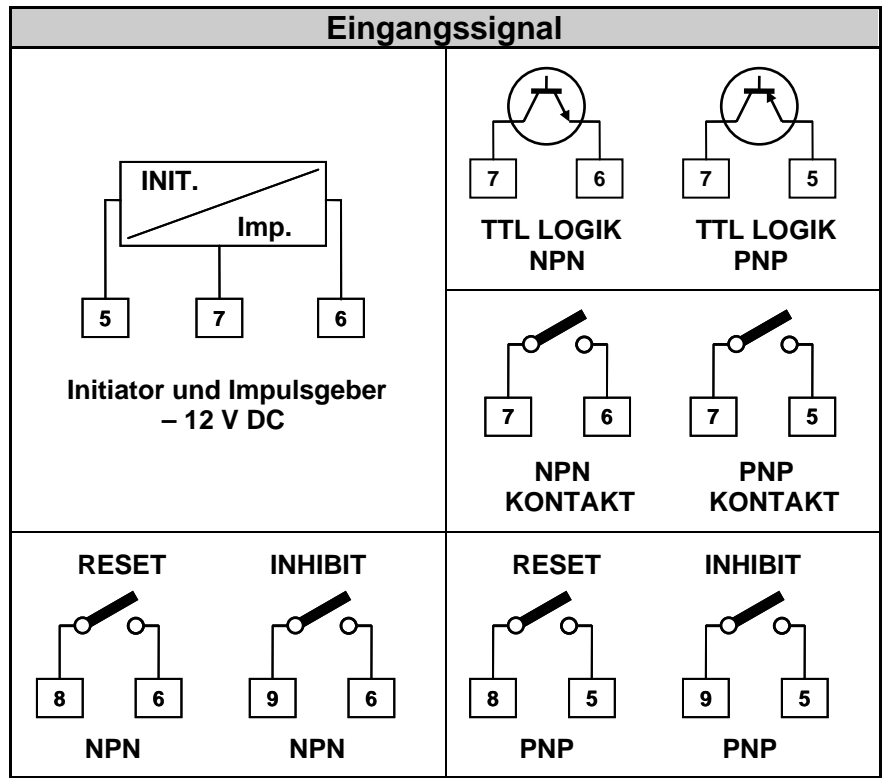 Eingangssignal
INIT.
Imp.
5 7 6
Initiator und Impulsgeber
– 12 V DC
7 6
TTL LOGIK
NPN
7 5
TTL LOGIK
PNP
7 6
NPN
KONTAKT
7 5
PNP
KONTAKT
RESET
8 6
NPN
INHIBIT
9 6
NPN
RESET
8 5
PNP
INHIBIT
9 5
PNP